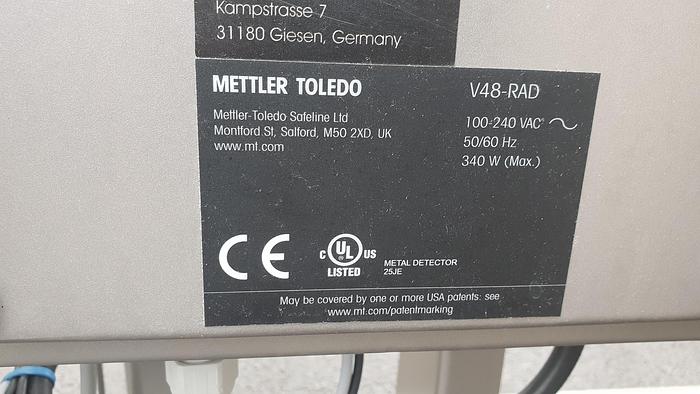 Kampstrasse 7
31180 Giesen, Germany
METTLER TOLEDO
V48-RAD
Mettler-Toledo Safeline Ltd
Montford St, Salford, M50 2XD, UK
www.mt.com
100-240 VAC
50/60 Hz
340 W (Max.)
CE
C UL US
LISTED
METAL DETECTOR
25JE
May be covered by one or more USA patents: see
www.mt.com/patentmarking